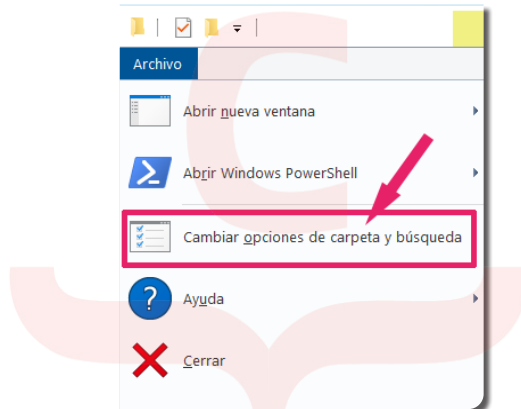 Archivo
Abrir nueva ventana
Abrir Windows PowerShell
Cambiar opciones de carpeta y búsqueda
Ayuda
Cerrar